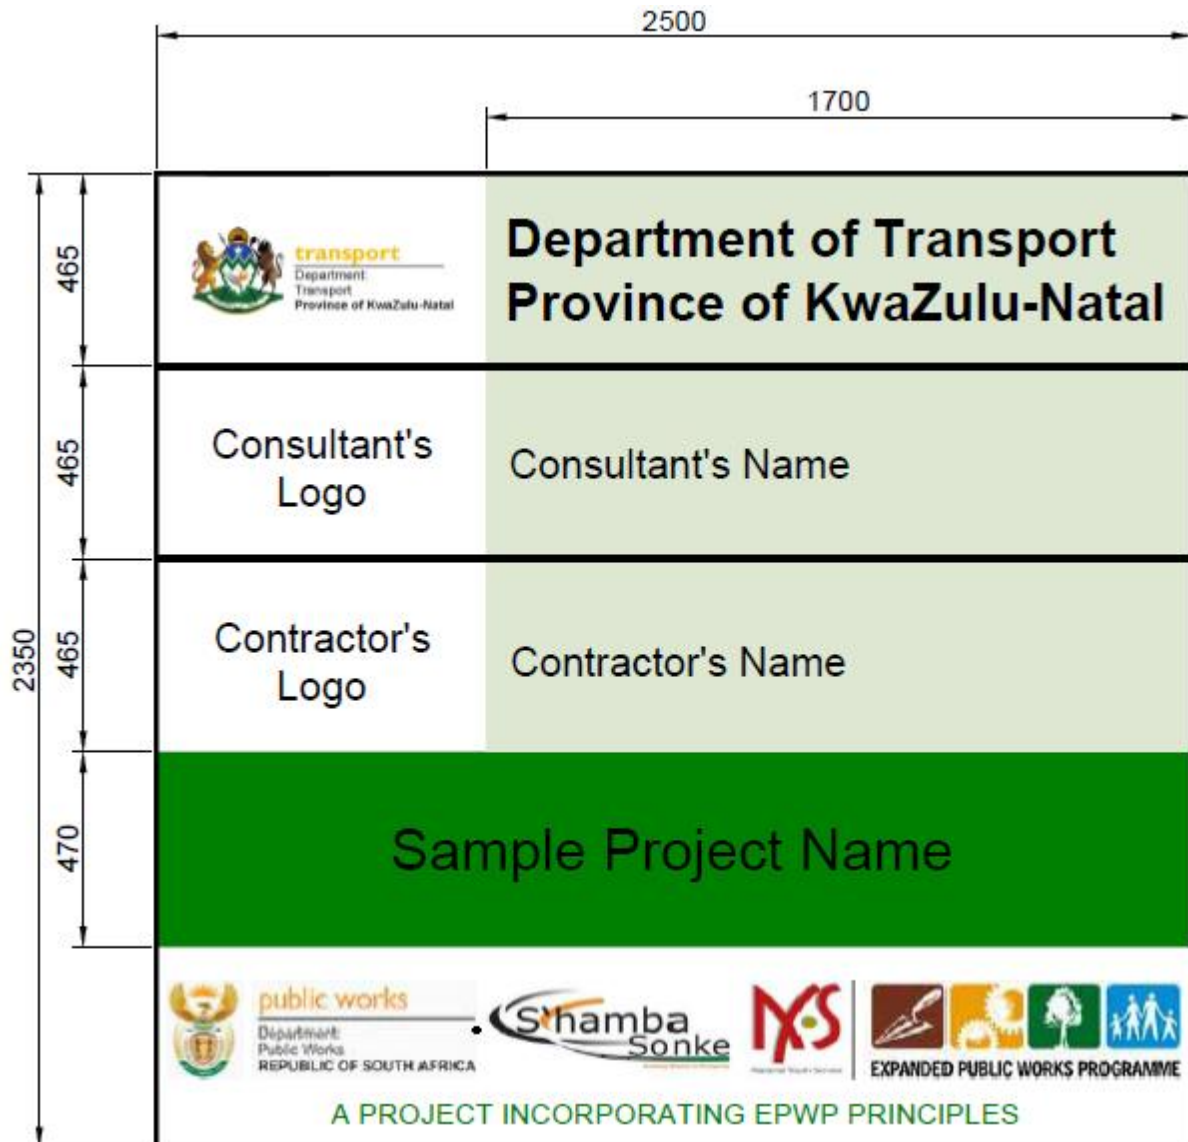 2500
1700
2350
465
transport
Department:
Transport
Province of KwaZulu-Natal
Department of Transport
Province of KwaZulu-Natal
465
Consultant's
Logo
Consultant's Name
465
Contractor's
Logo
Contractor's Name
470
Sample Project Name
public works
Department:
Public Works
REPUBLIC OF SOUTH AFRICA
S'hamba
Sonke
NYS
EXPANDED PUBLIC WORKS PROGRAMME
A PROJECT INCORPORATING EPWP PRINCIPLES